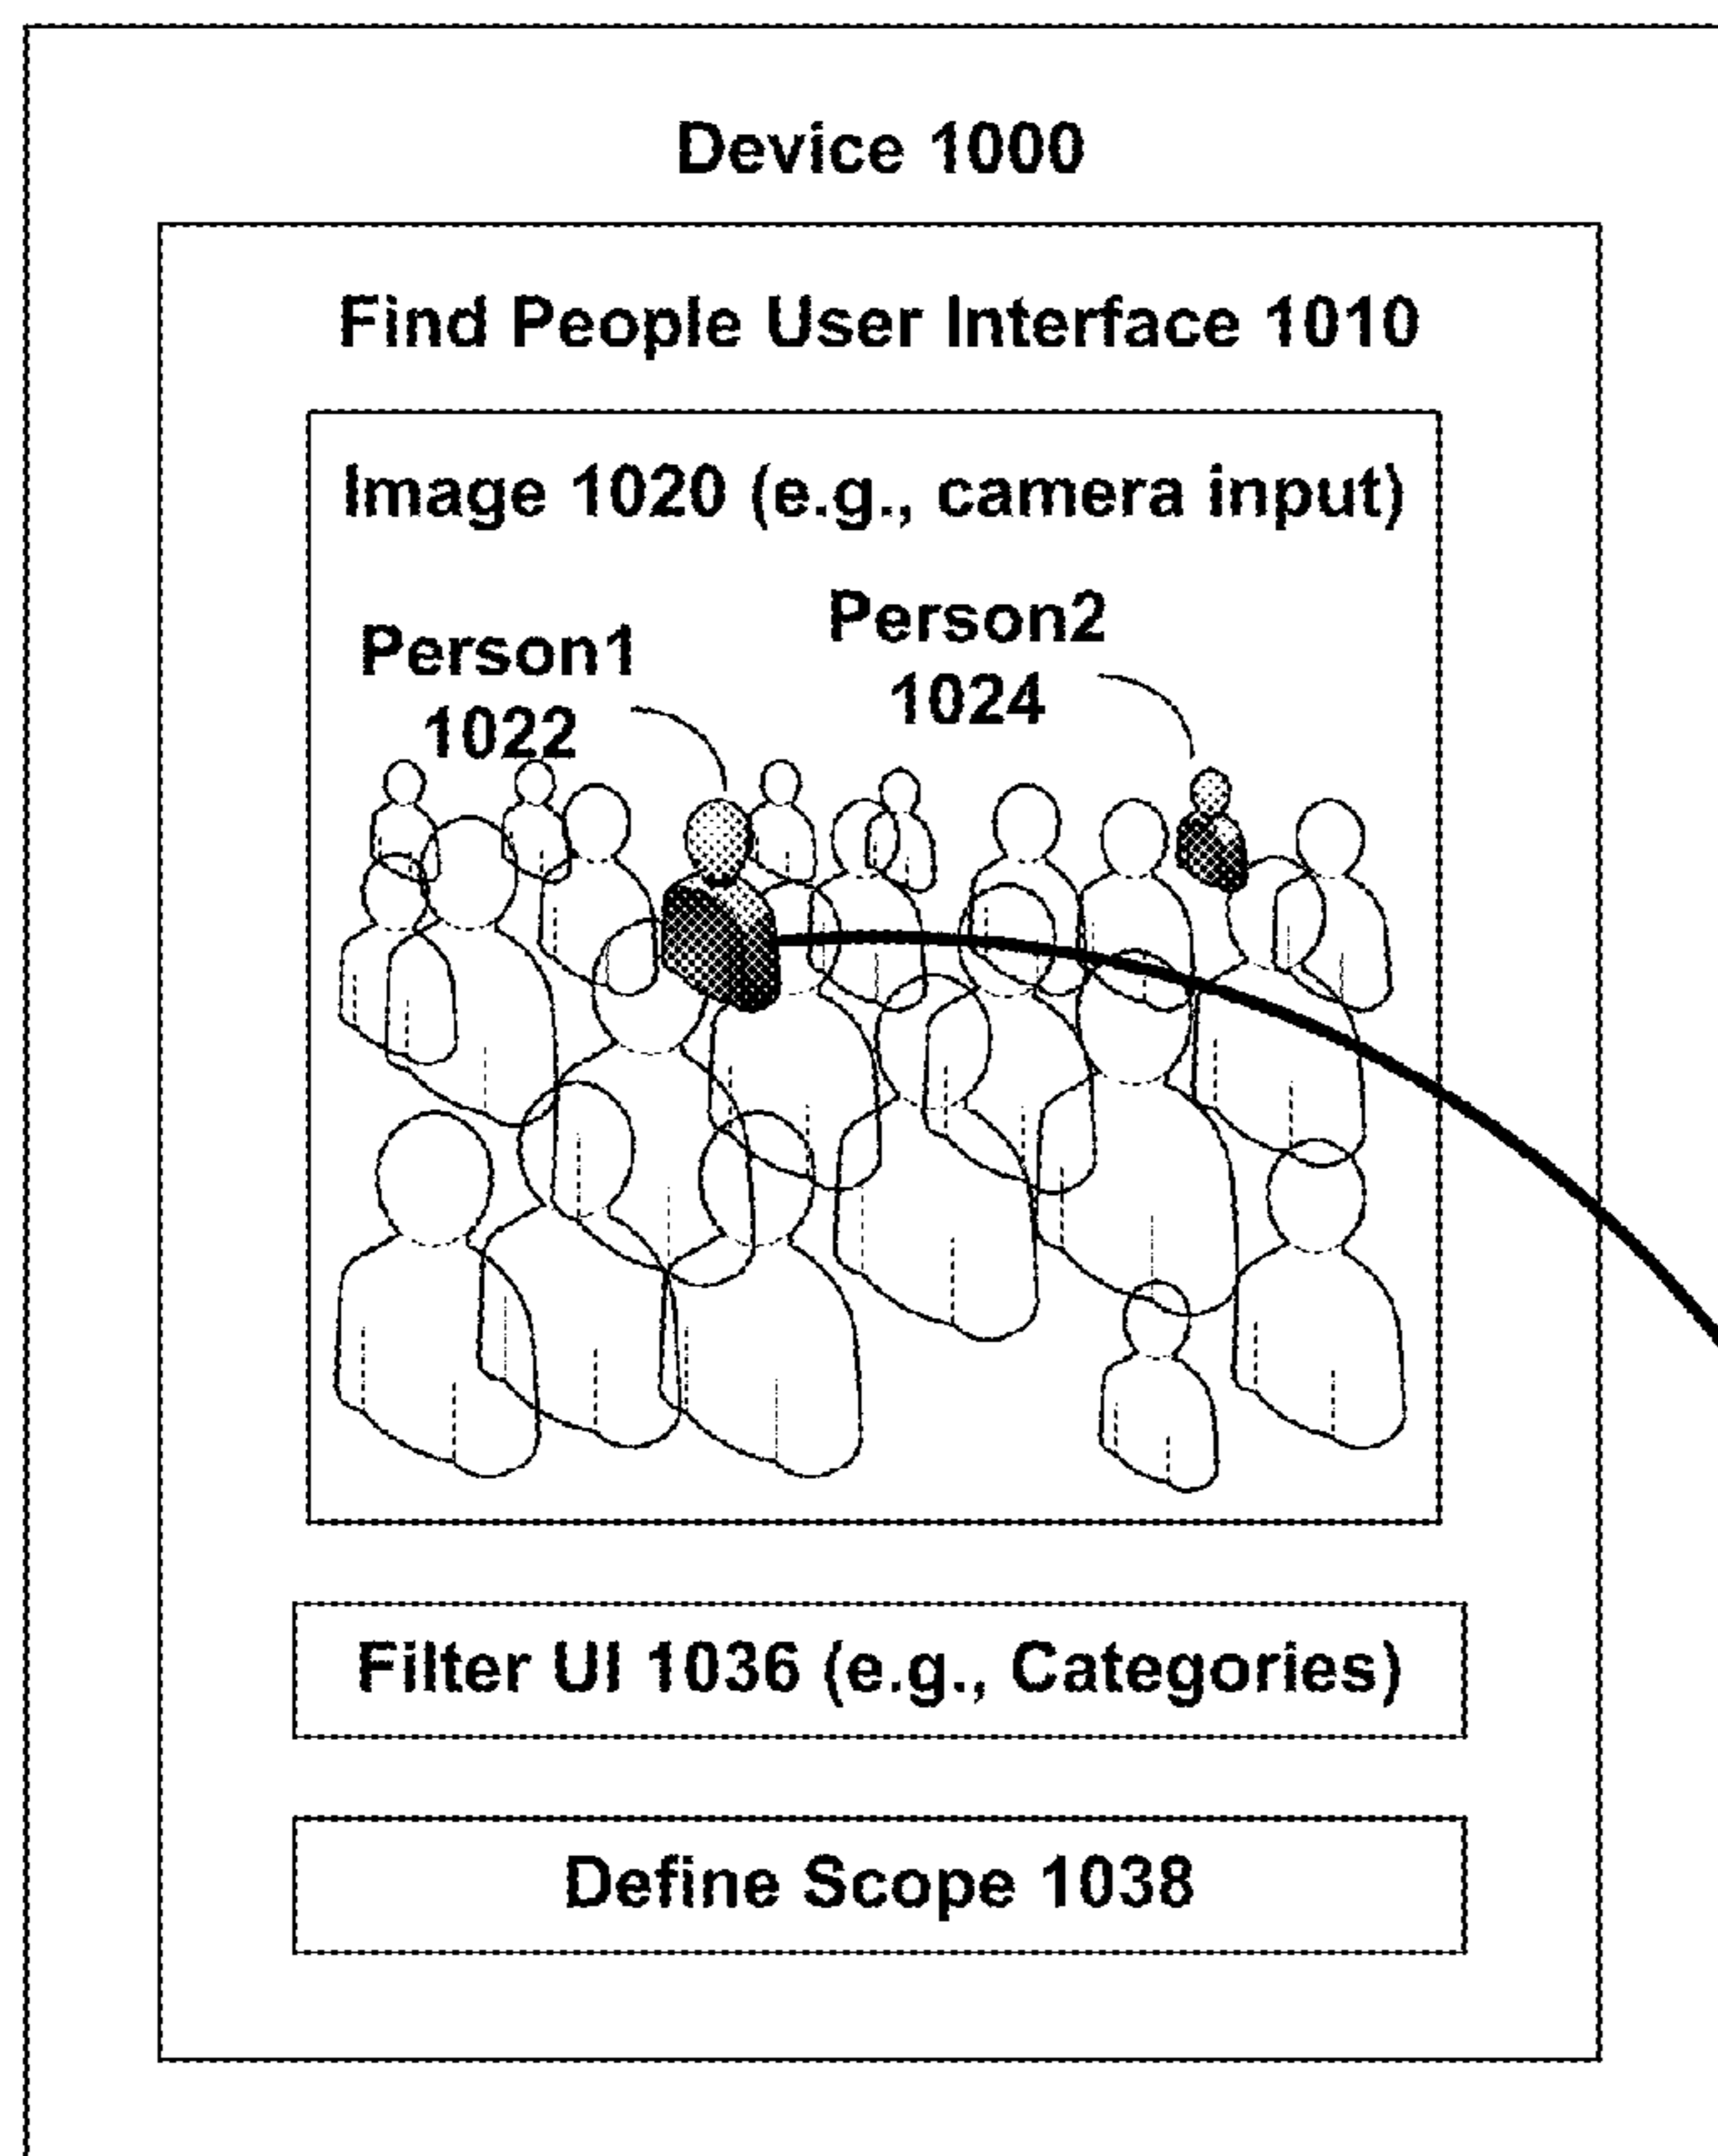 Device 1000
Find People User Interface 1010
Image 1020 (e.g., camera input)
Person1
1022
Person2
1024
Filter UI 1036 (e.g., Categories)
Define Scope 1038